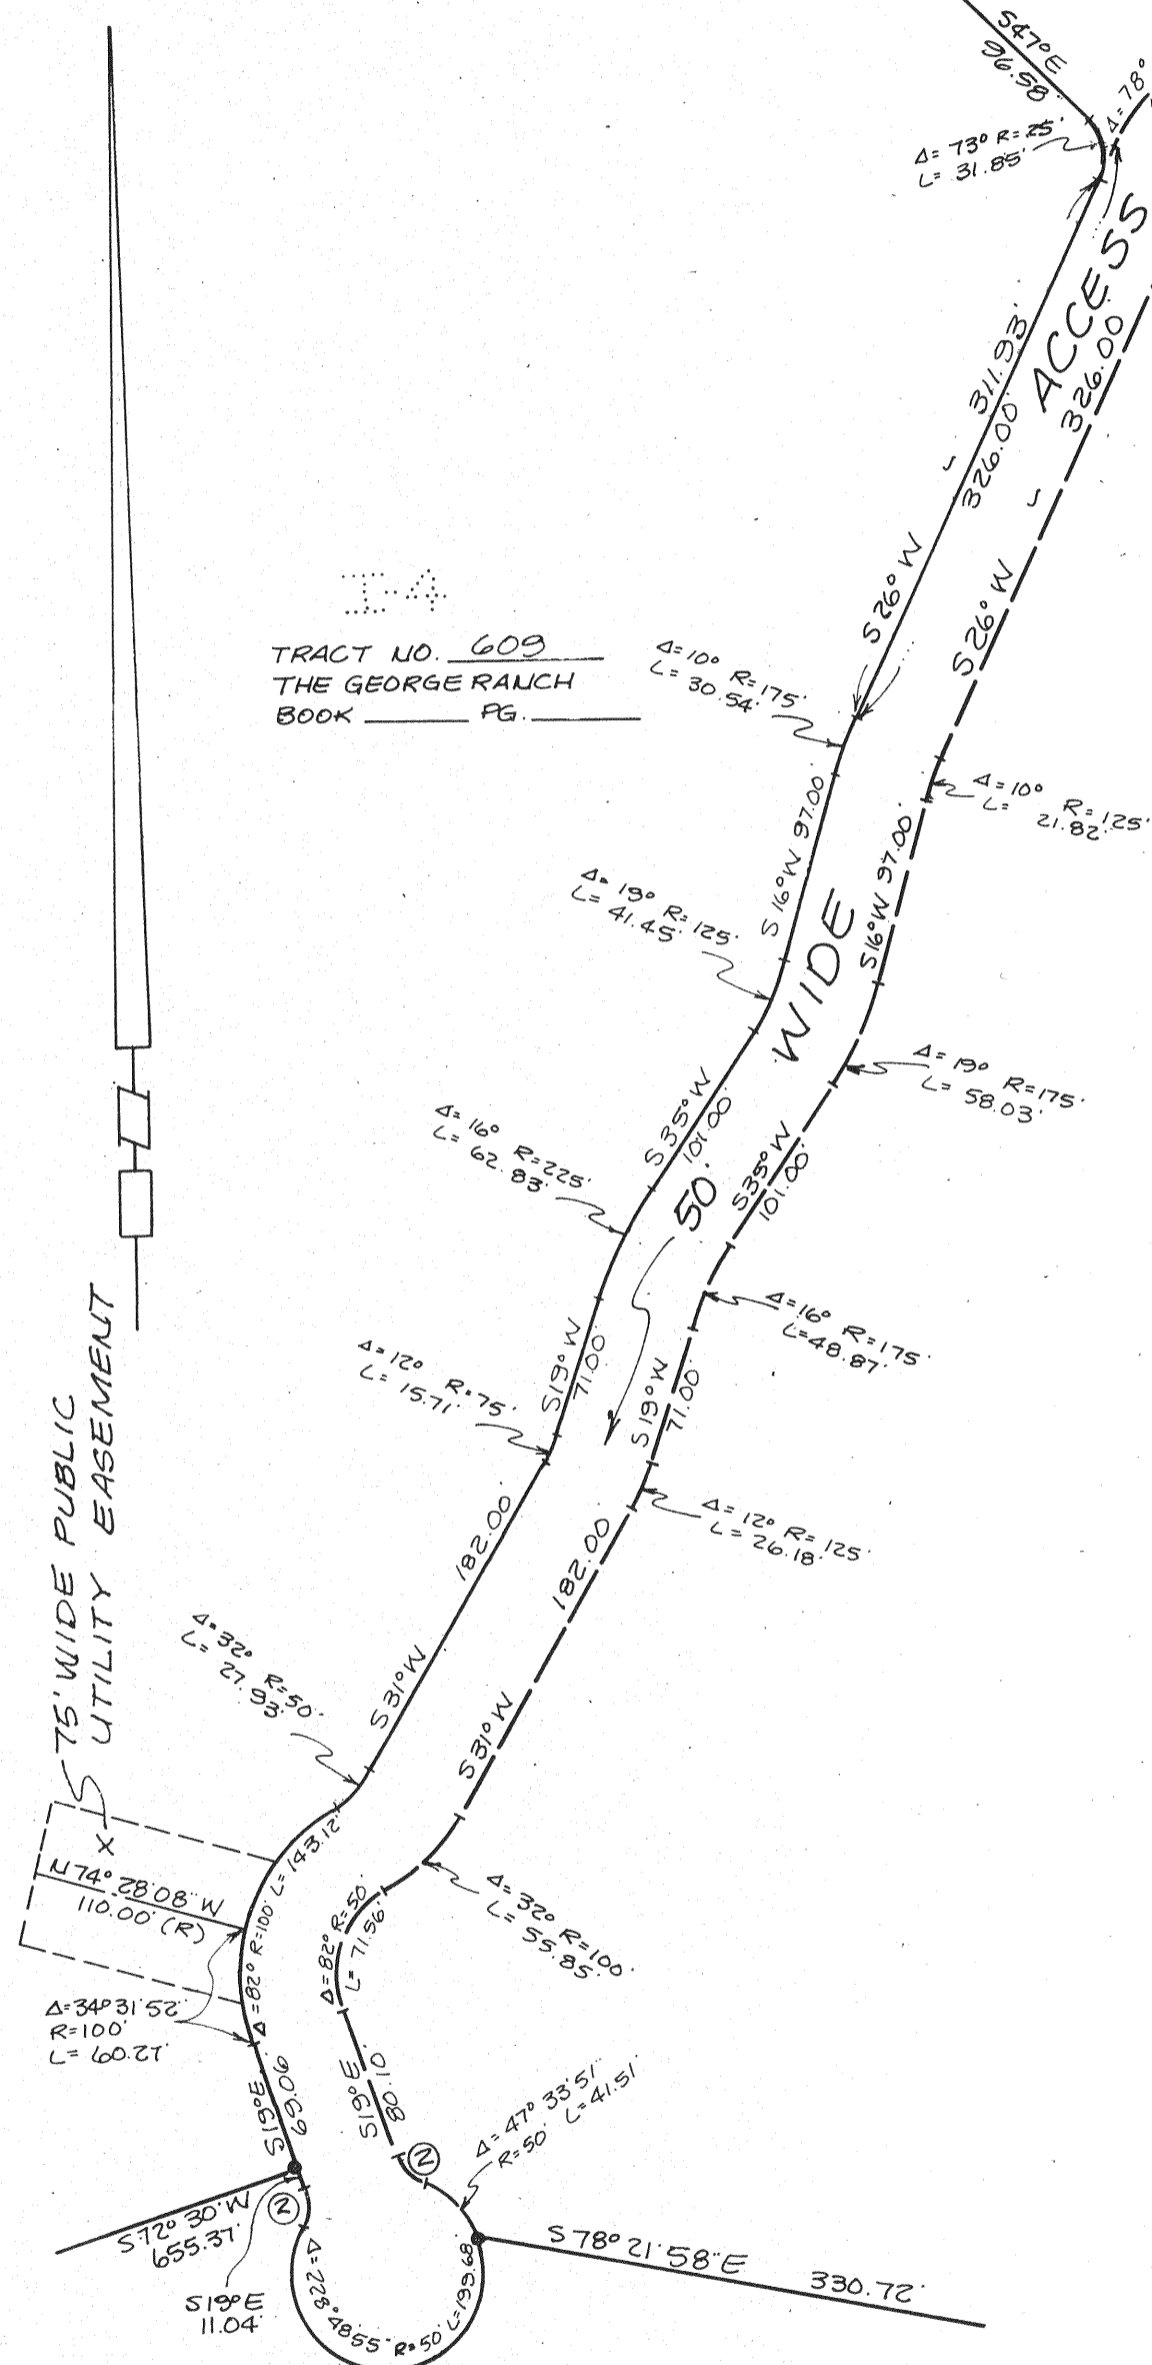 S47°E
96.58'
Δ=78°
Δ=73° R=25'
L=31.85'
ACCESS
311.93'
326.00'
326.00'
S26°W
S26°W
I-4
TRACT NO. 609
THE GEORGE RANCH
BOOK ______ PG. ______
Δ=10° R=175'
L=30.54'
Δ=10° R=125'
L= 21.82'
S16°W 97.00'
S16°W 97.00'
Δ=19° R=125'
L=41.45'
WIDE
Δ=19° R=175'
L=58.03'
S35°W
101.00'
S35°W
101.00'
50'
Δ=16° R=225'
L=62.83'
Δ=16° R=175'
L=48.87'
S19°W
71.00'
S19°W
71.00'
Δ=12° R=75'
L=15.71'
Δ=12° R=125'
L=26.18'
182.00'
182.00'
S31°W
S31°W
Δ=32° R=50'
L=27.93'
75' WIDE PUBLIC
UTILITY EASEMENT
X
N74°28'08"W
110.00' (R)
Δ=82° R=100' L=143.12'
Δ=82° R=50'
L=71.56'
Δ=32° R=100'
L=55.85'
Δ=34°31'52"
R=100'
L=60.27'
S19°E
69.06
S19°E
80.10'
Δ=47°33'51"
R=50' L=41.51'
2
2
S72°30'W
655.37'
S19°E
11.04'
Δ=228°48'55" R=50' L=199.68'
S78°21'58"E 330.72'